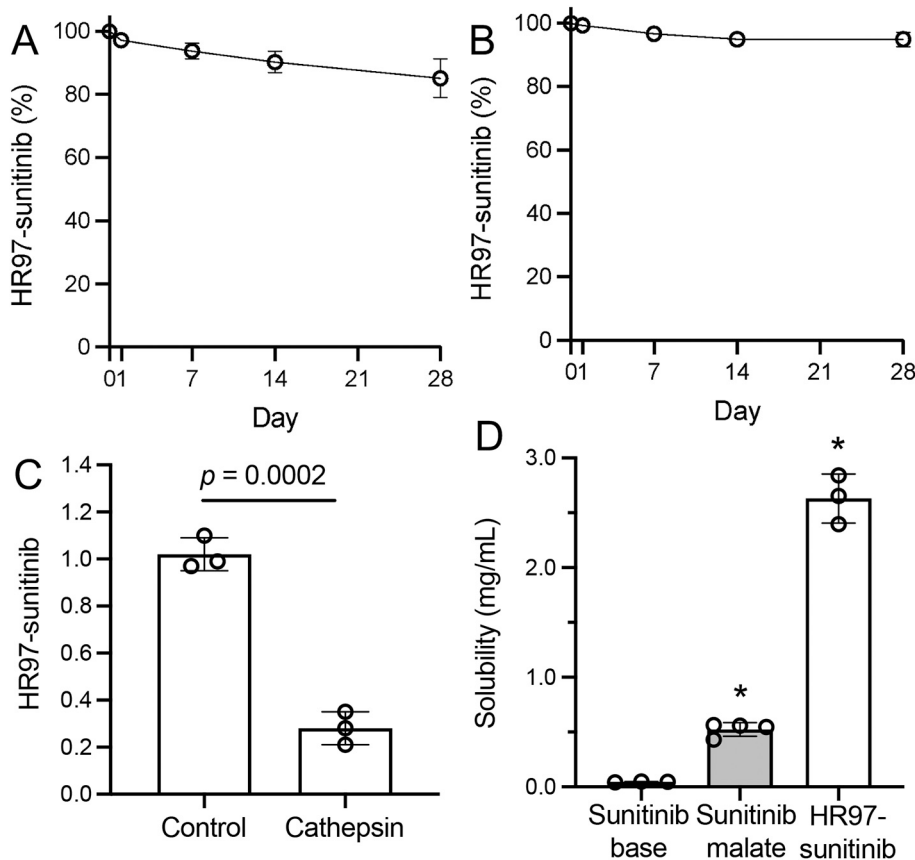 A
HR97-sunitinib (%)
100
80
60
40
20
0
01 7 14 21 28
Day
B
HR97-sunitinib (%)
100
80
60
40
20
0
01 7 14 21 28
Day
C
HR97-sunitinib
1.4
1.2
1.0
0.8
0.6
0.4
0.2
0.0
p = 0.0002
Control Cathepsin
D
Solubility (mg/mL)
3.0
2.0
1.0
0.0
*
*
Sunitinib base
Sunitinib malate
HR97-
sunitinib